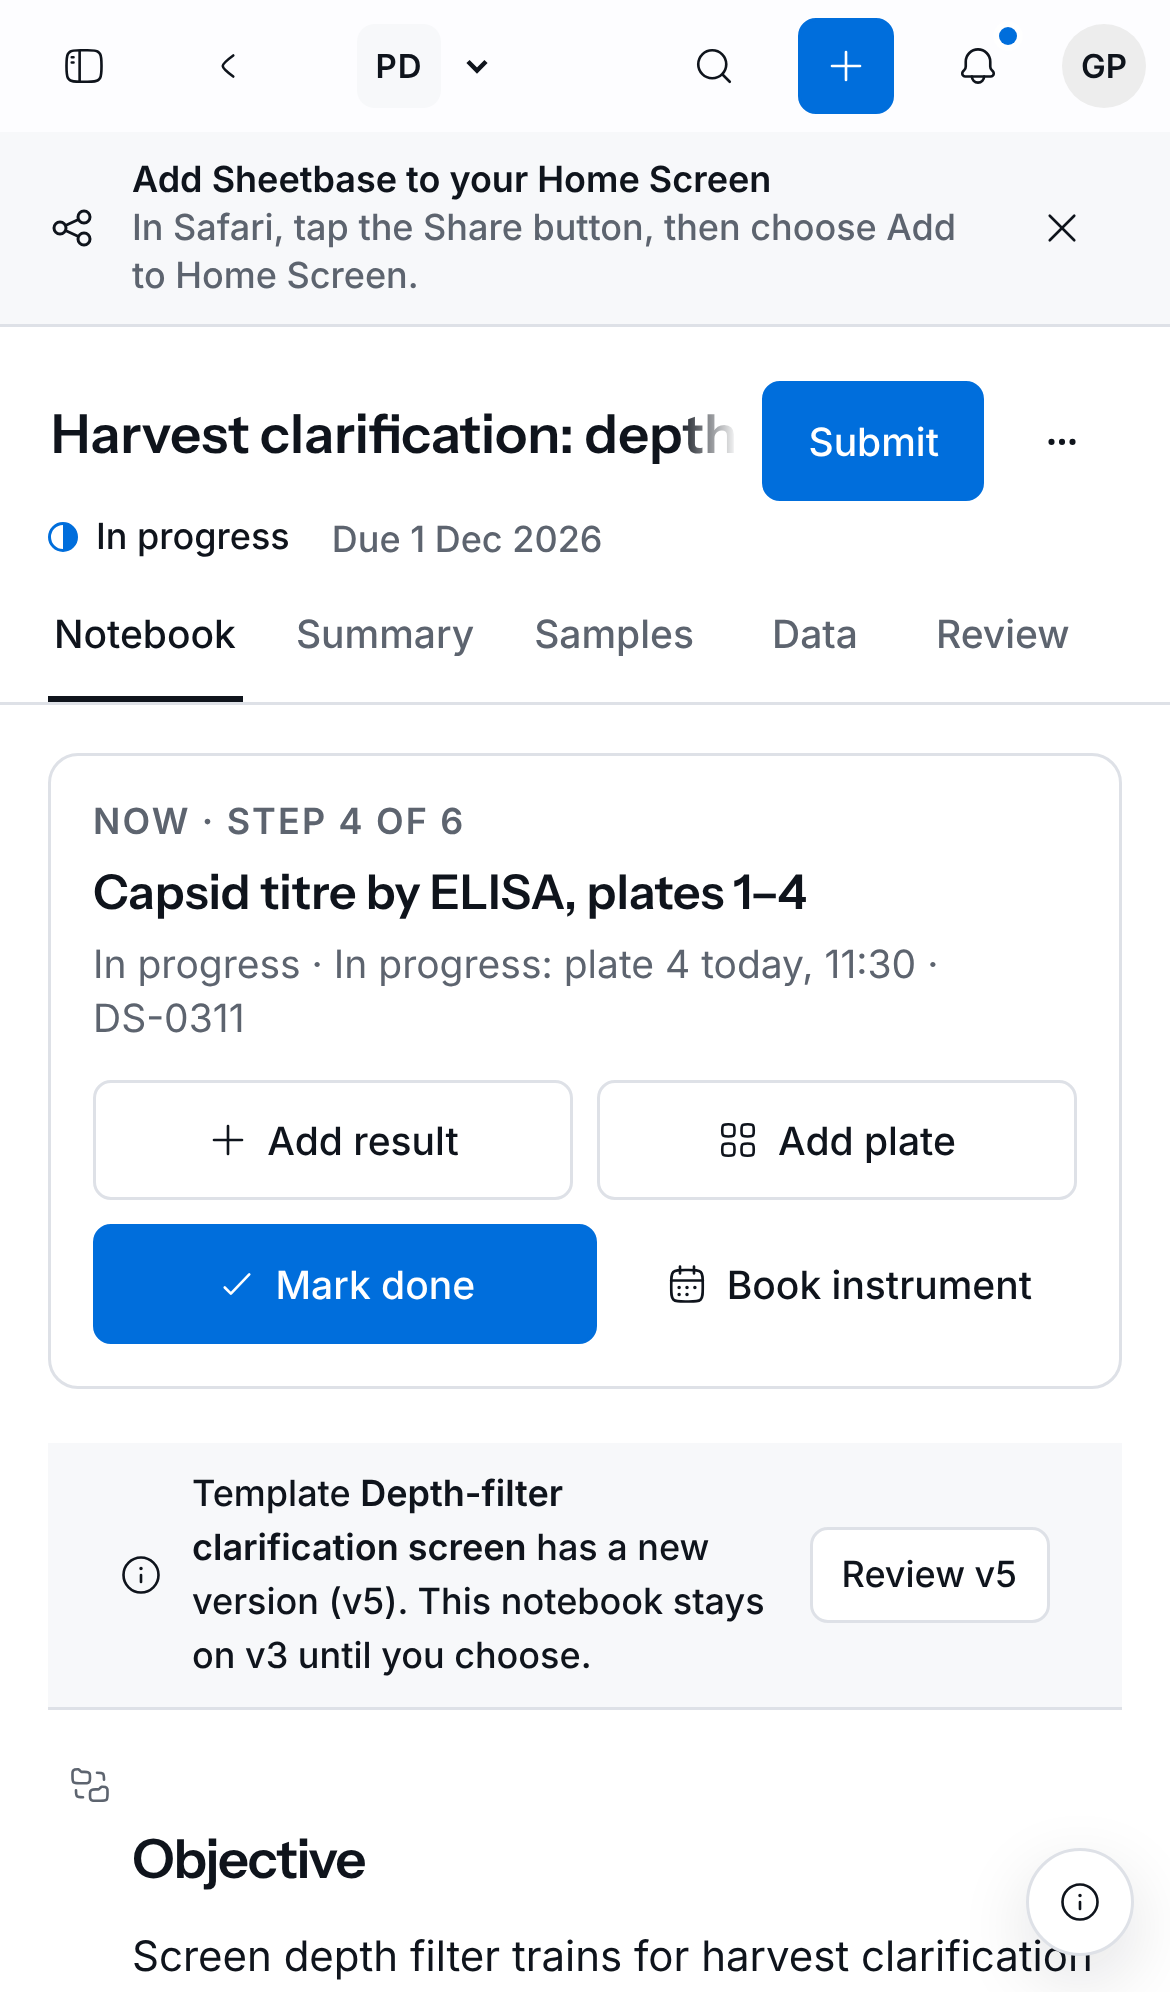 PD
GP
Add Sheetbase to your Home Screen
In Safari, tap the Share button, then choose Add
to Home Screen.
Harvest clarification: depth
Submit
In progress
Due 1 Dec 2026
Notebook
Summary
Samples
Data
Review
NOW · STEP 4 OF 6
Capsid titre by ELISA, plates 1–4
In progress · In progress: plate 4 today, 11:30 ·
DS-0311
Add result
Add plate
Mark done
Book instrument
Template Depth-filter
clarification screen has a new
version (v5). This notebook stays
on v3 until you choose.
Review v5
Objective
Screen depth filter trains for harvest clarification